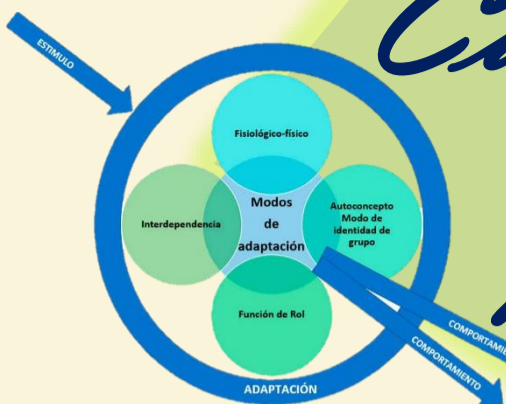 ESTIMULO
Fisiológico-físico
Interdependencia
Modos
de
adaptación
Autoconcepto
Modo de
identidad de
grupo
Función de Rol
COMPORTAMIENTO
ADAPTACIÓN